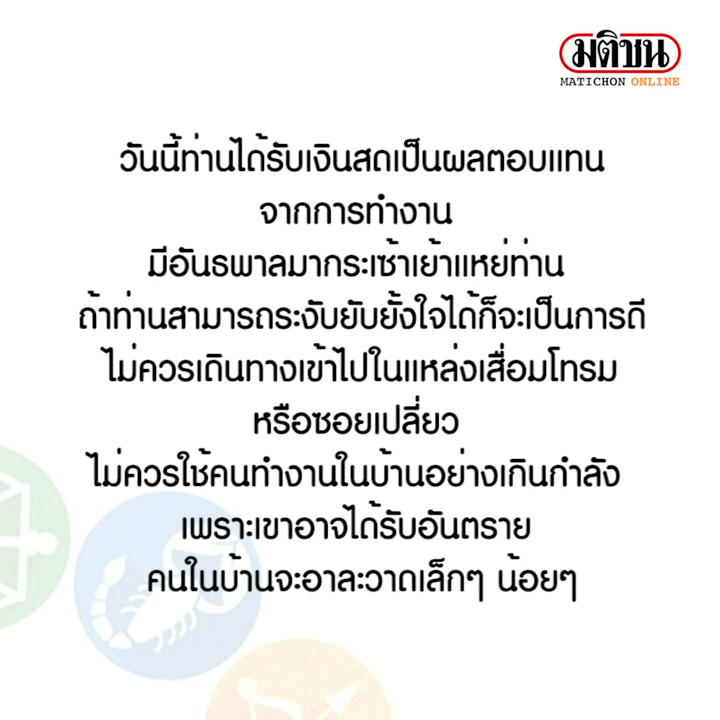 มติชน
MATICHON ONLINE
วันนี้ท่านได้รับเงินสดเป็นผลตอบแทน
จากการทำงาน
มีอันธพาลมากระเซ้าเย้าแหย่ท่าน
ถ้าท่านสามารถระงับยับยั้งใจได้ก็จะเป็นการดี
ไม่ควรเดินทางเข้าไปในแหล่งเสื่อมโทรม
หรือซอยเปลี่ยว
ไม่ควรใช้คนทำงานในบ้านอย่างเกินกำลัง
เพราะเขาอาจได้รับอันตราย
คนในบ้านจะอาละวาดเล็กๆ น้อยๆ